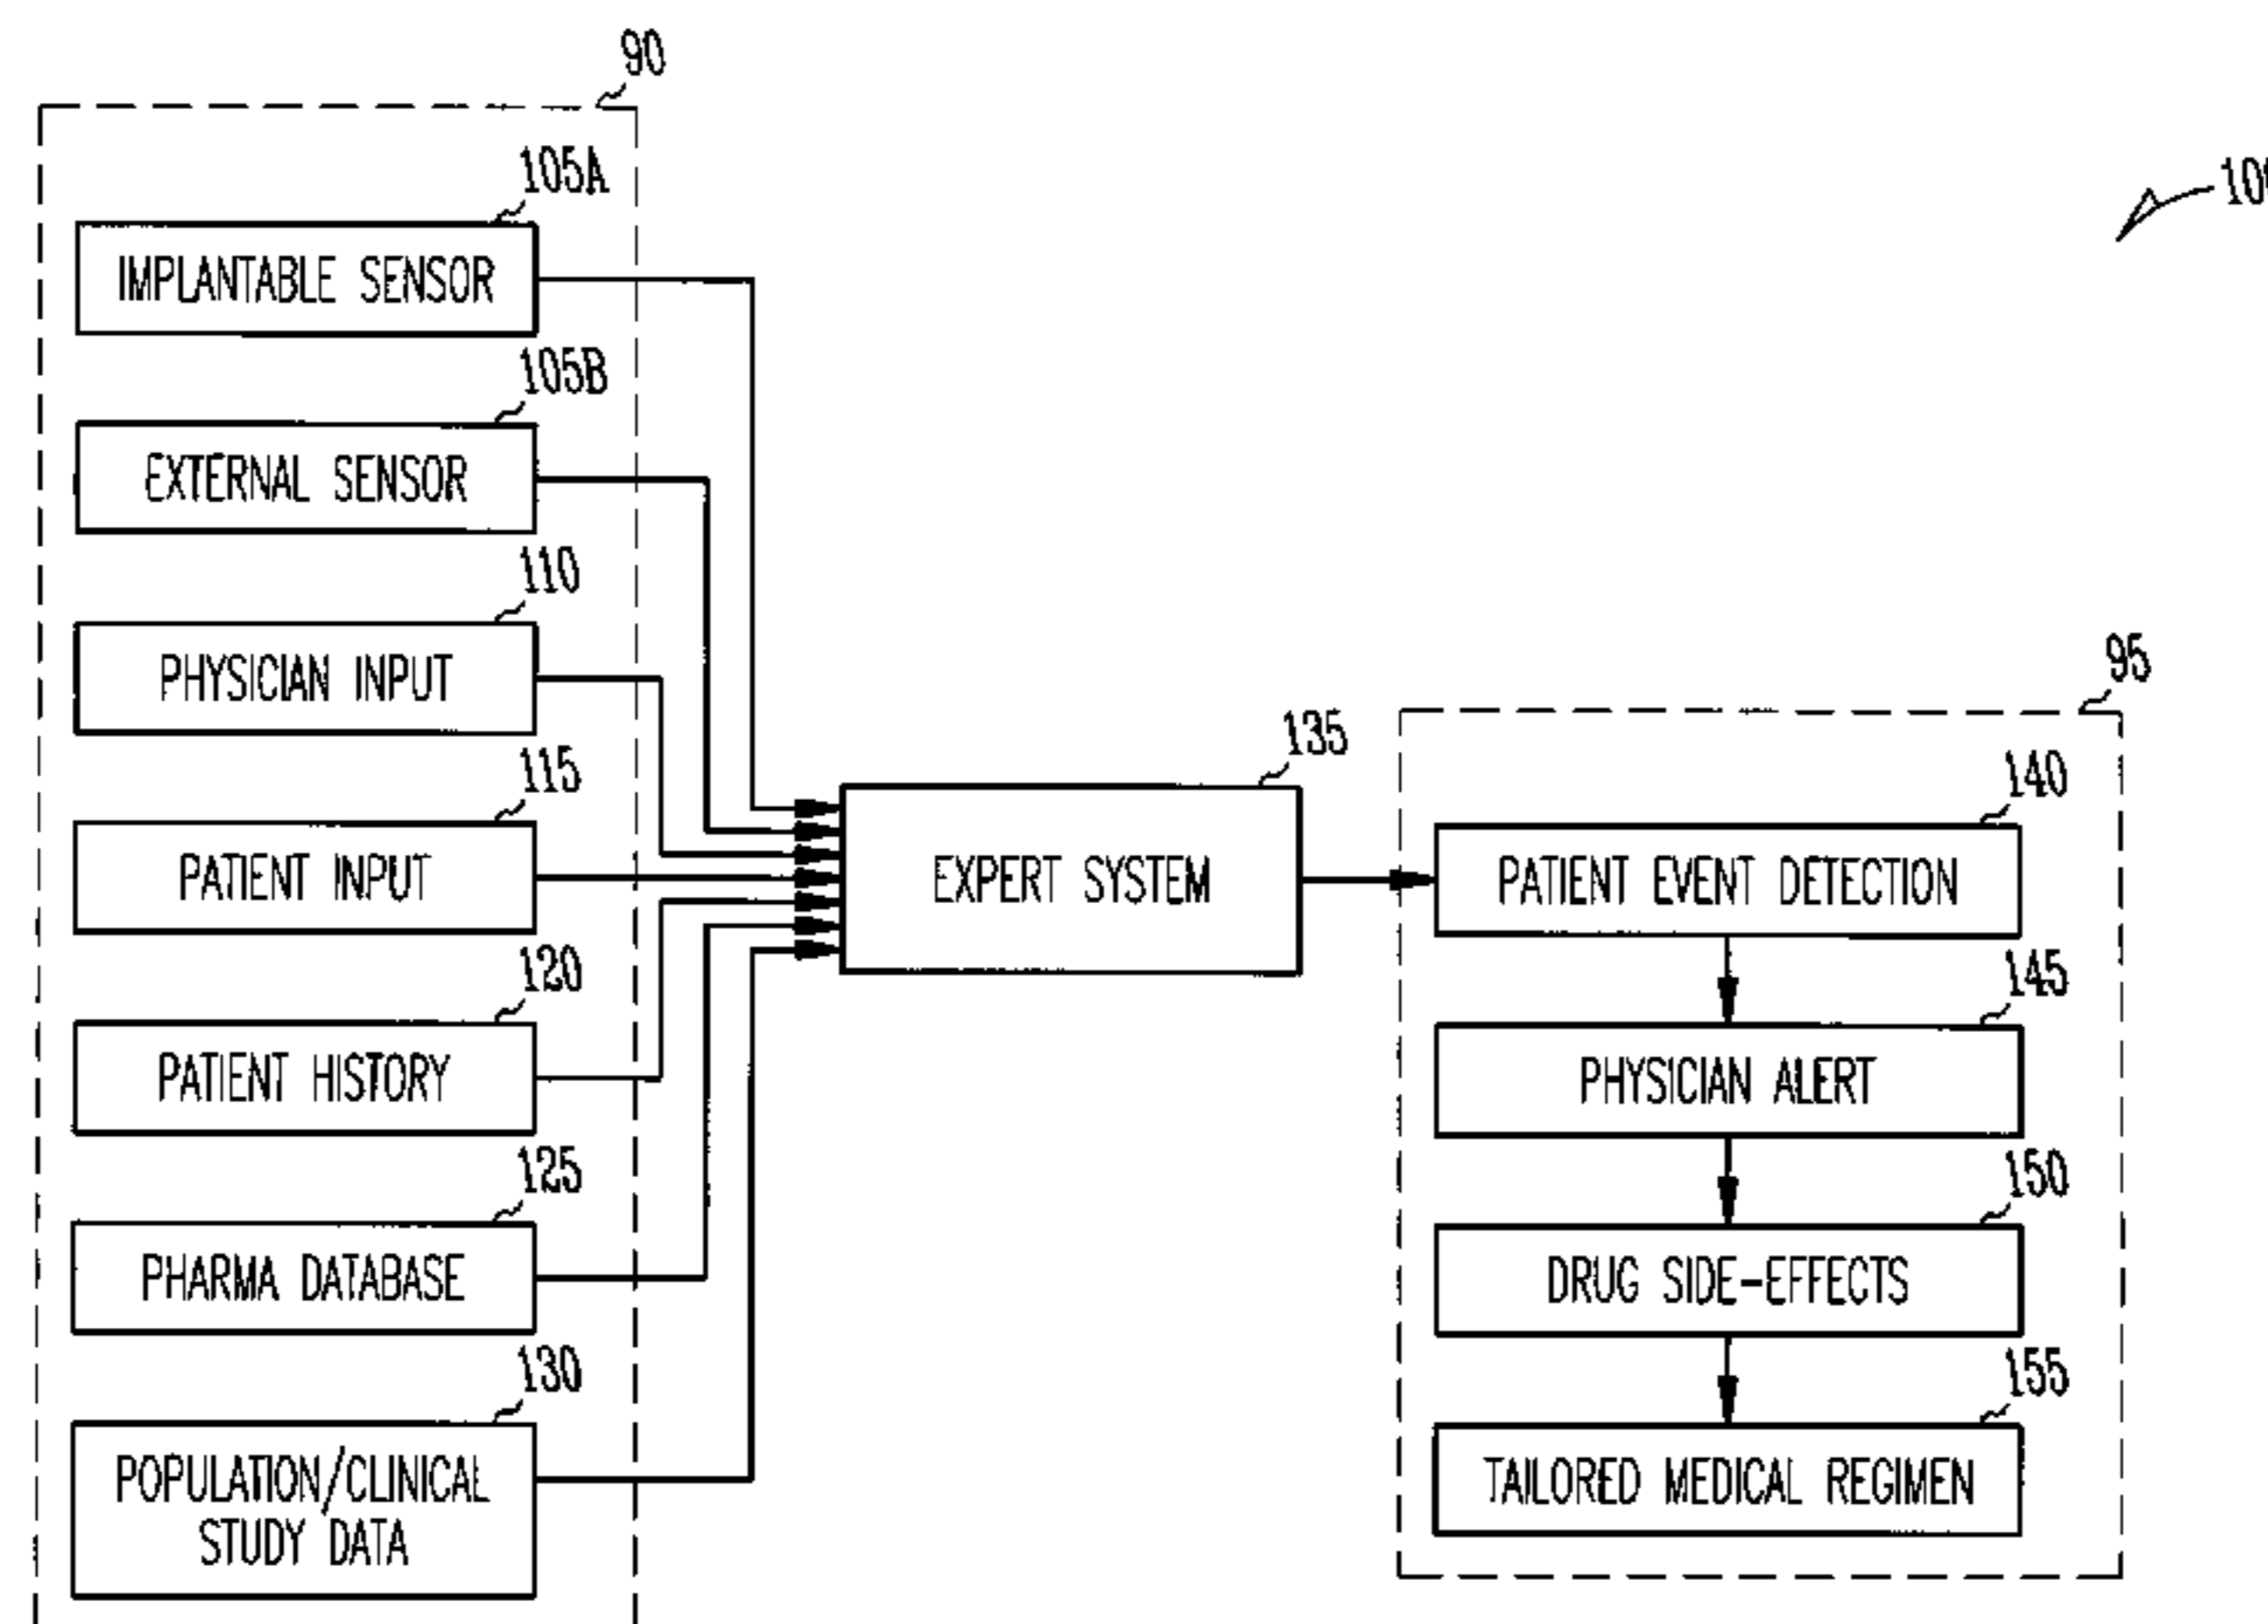 90
105A
IMPLANTABLE SENSOR
105B
EXTERNAL SENSOR
110
PHYSICIAN INPUT
115
PATIENT INPUT
120
PATIENT HISTORY
125
PHARMA DATABASE
130
POPULATION/CLINICAL
STUDY DATA
135
EXPERT SYSTEM
95
140
PATIENT EVENT DETECTION
145
PHYSICIAN ALERT
150
DRUG SIDE-EFFECTS
155
TAILORED MEDICAL REGIMEN